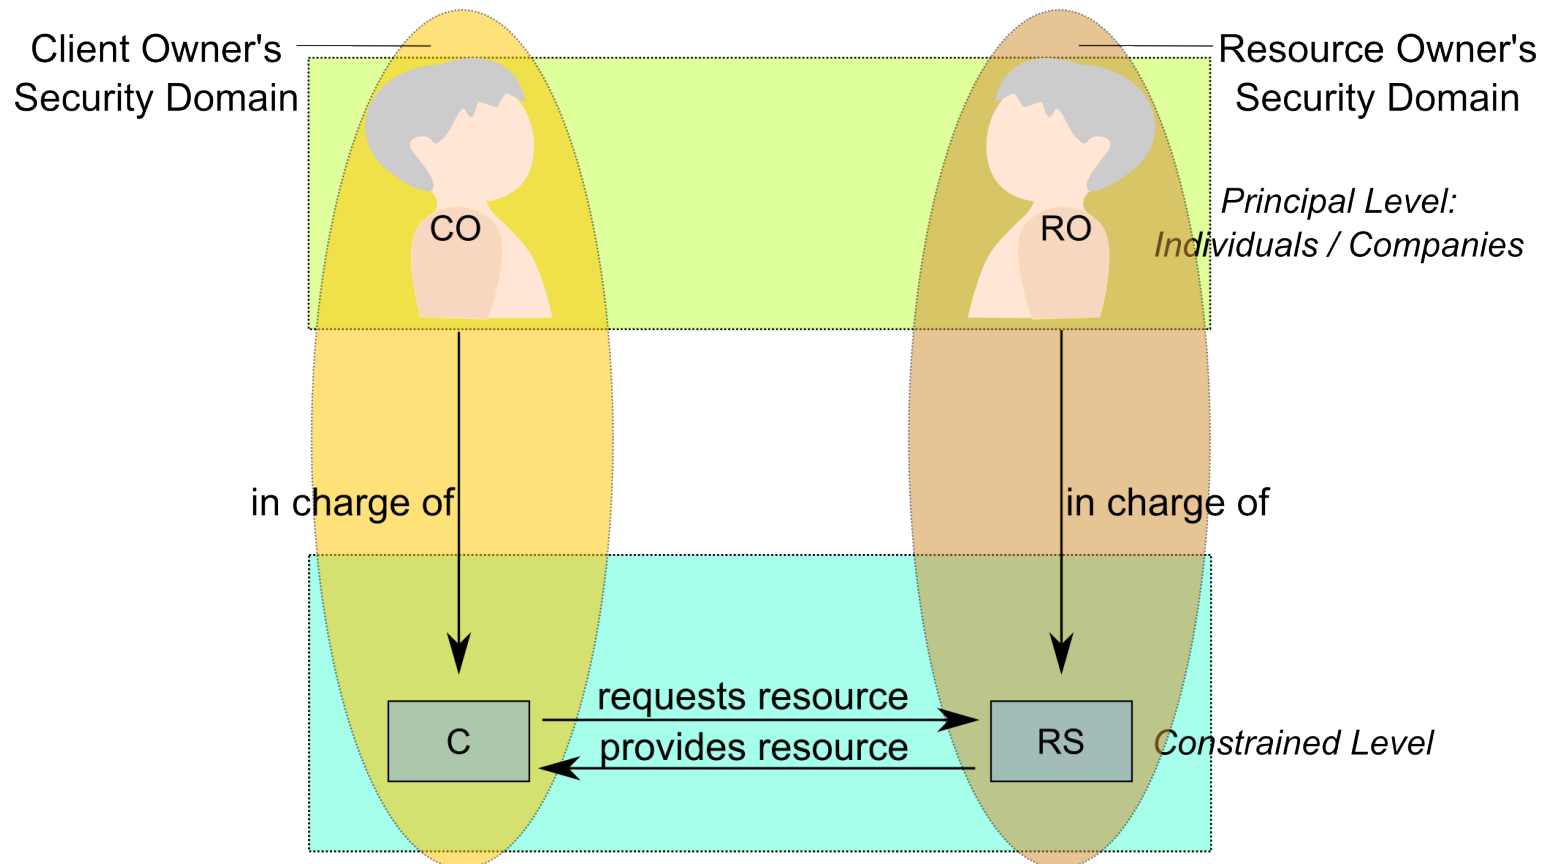 Client Owner's
Security Domain
Resource Owner's
Security Domain
CO
RO
Principal Level:
Individuals / Companies
in charge of
in charge of
requests resource
provides resource
C
RS
Constrained Level